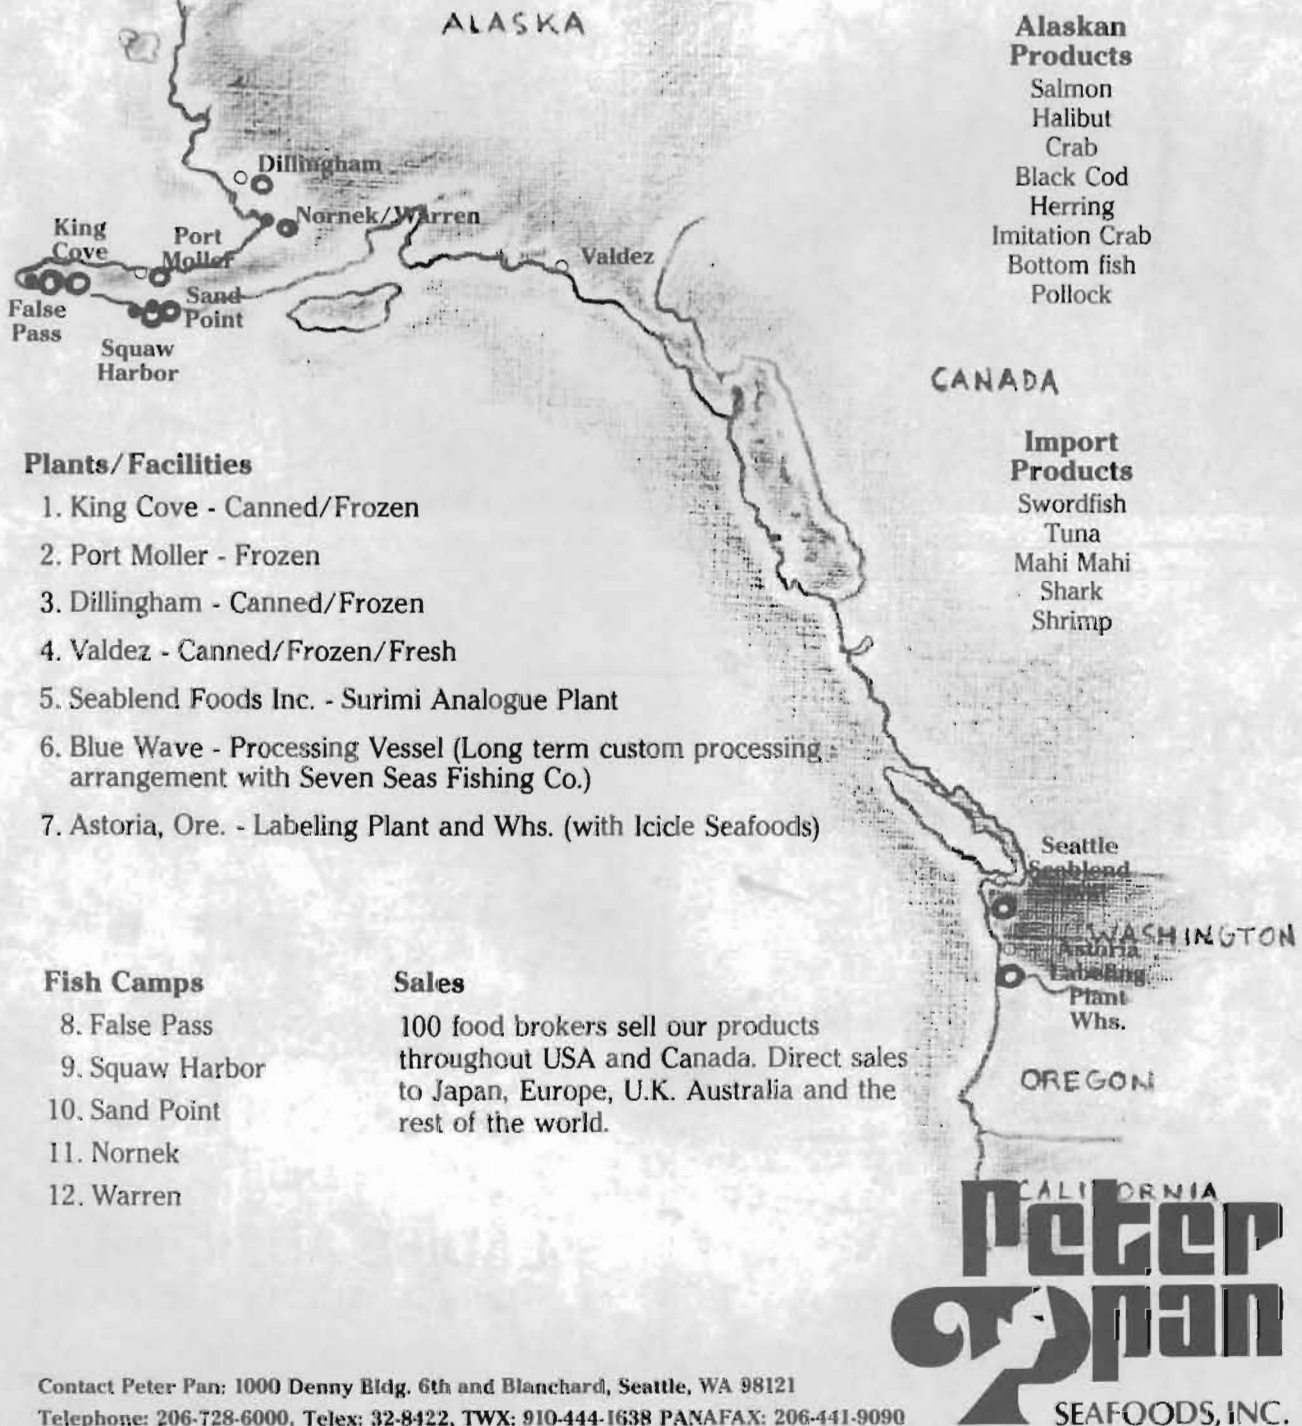 ALASKA
Alaskan
Products
Salmon
Halibut
Crab
Black Cod
Herring
Imitation Crab
Bottom fish
Pollock
Dillingham
Nornek/Warren
King
Cove
Port
Moller
Valdez
False
Pass
Sand
Point
Squaw
Harbor
CANADA
Import
Products
Swordfish
Tuna
Mahi Mahi
Shark
Shrimp
Plants/Facilities
1. King Cove - Canned/Frozen
2. Port Moller - Frozen
3. Dillingham - Canned/Frozen
4. Valdez - Canned/Frozen/Fresh
5. Seablend Foods Inc. - Surimi Analogue Plant
6. Blue Wave - Processing Vessel (Long term custom processing
arrangement with Seven Seas Fishing Co.)
7. Astoria, Ore. - Labeling Plant and Whs. (with Icicle Seafoods)
Seattle
Seablend
WASHINGTON
Astoria
Labeling
Plant
Whs.
OREGON
CALIFORNIA
Fish Camps
8. False Pass
9. Squaw Harbor
10. Sand Point
11. Nornek
12. Warren
Sales
100 food brokers sell our products
throughout USA and Canada. Direct sales
to Japan, Europe, U.K. Australia and the
rest of the world.
Peter
pan
SEAFOODS, INC.
Contact Peter Pan: 1000 Denny Bldg. 6th and Blanchard, Seattle, WA 98121
Telephone: 206-728-6000, Telex: 32-8422, TWX: 910-444-1638 PANAFAX: 206-441-9090